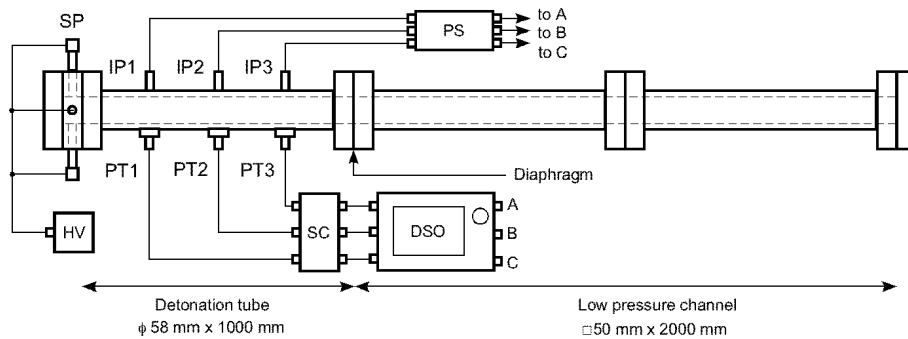 SP
IP1 IP2 IP3
PS
to A
to B
to C
PT1 PT2 PT3
Diaphragm
HV
SC
DSO
A
B
C
Detonation tube
ϕ 58 mm x 1000 mm
Low pressure channel
□50 mm x 2000 mm